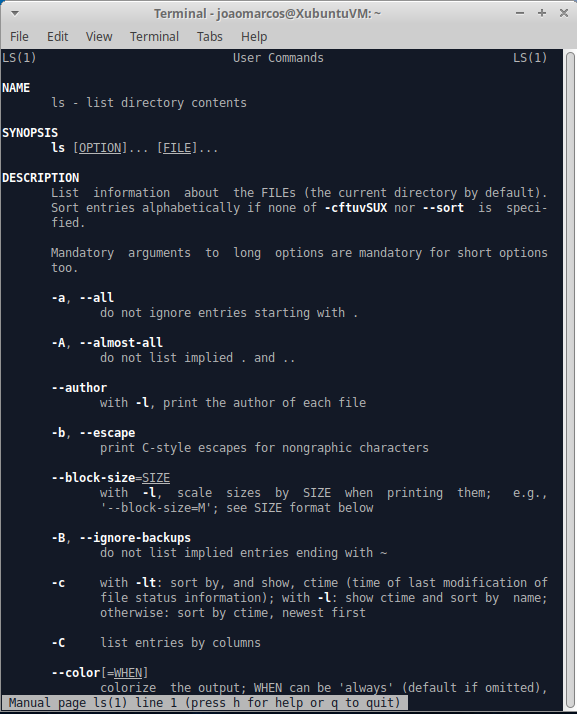 Terminal - joaomarcos@XubuntuVM: ~
File Edit View Terminal Tabs Help
LS(1) User Commands LS(1)
NAME
ls - list directory contents
SYNOPSIS
ls [OPTION]... [FILE]...
DESCRIPTION
List information about the FILEs (the current directory by default).
Sort entries alphabetically if none of -cftuvSUX nor --sort is speci-
fied.
Mandatory arguments to long options are mandatory for short options
too.
-a, --all
do not ignore entries starting with .
-A, --almost-all
do not list implied . and ..
--author
with -l, print the author of each file
-b, --escape
print C-style escapes for nongraphic characters
--block-size=SIZE
with -l, scale sizes by SIZE when printing them; e.g.,
'--block-size=M'; see SIZE format below
-B, --ignore-backups
do not list implied entries ending with ~
-c with -lt: sort by, and show, ctime (time of last modification of
file status information); with -l: show ctime and sort by name;
otherwise: sort by ctime, newest first
-C list entries by columns
--color[=WHEN]
colorize the output; WHEN can be 'always' (default if omitted),
Manual page ls(1) line 1 (press h for help or q to quit)